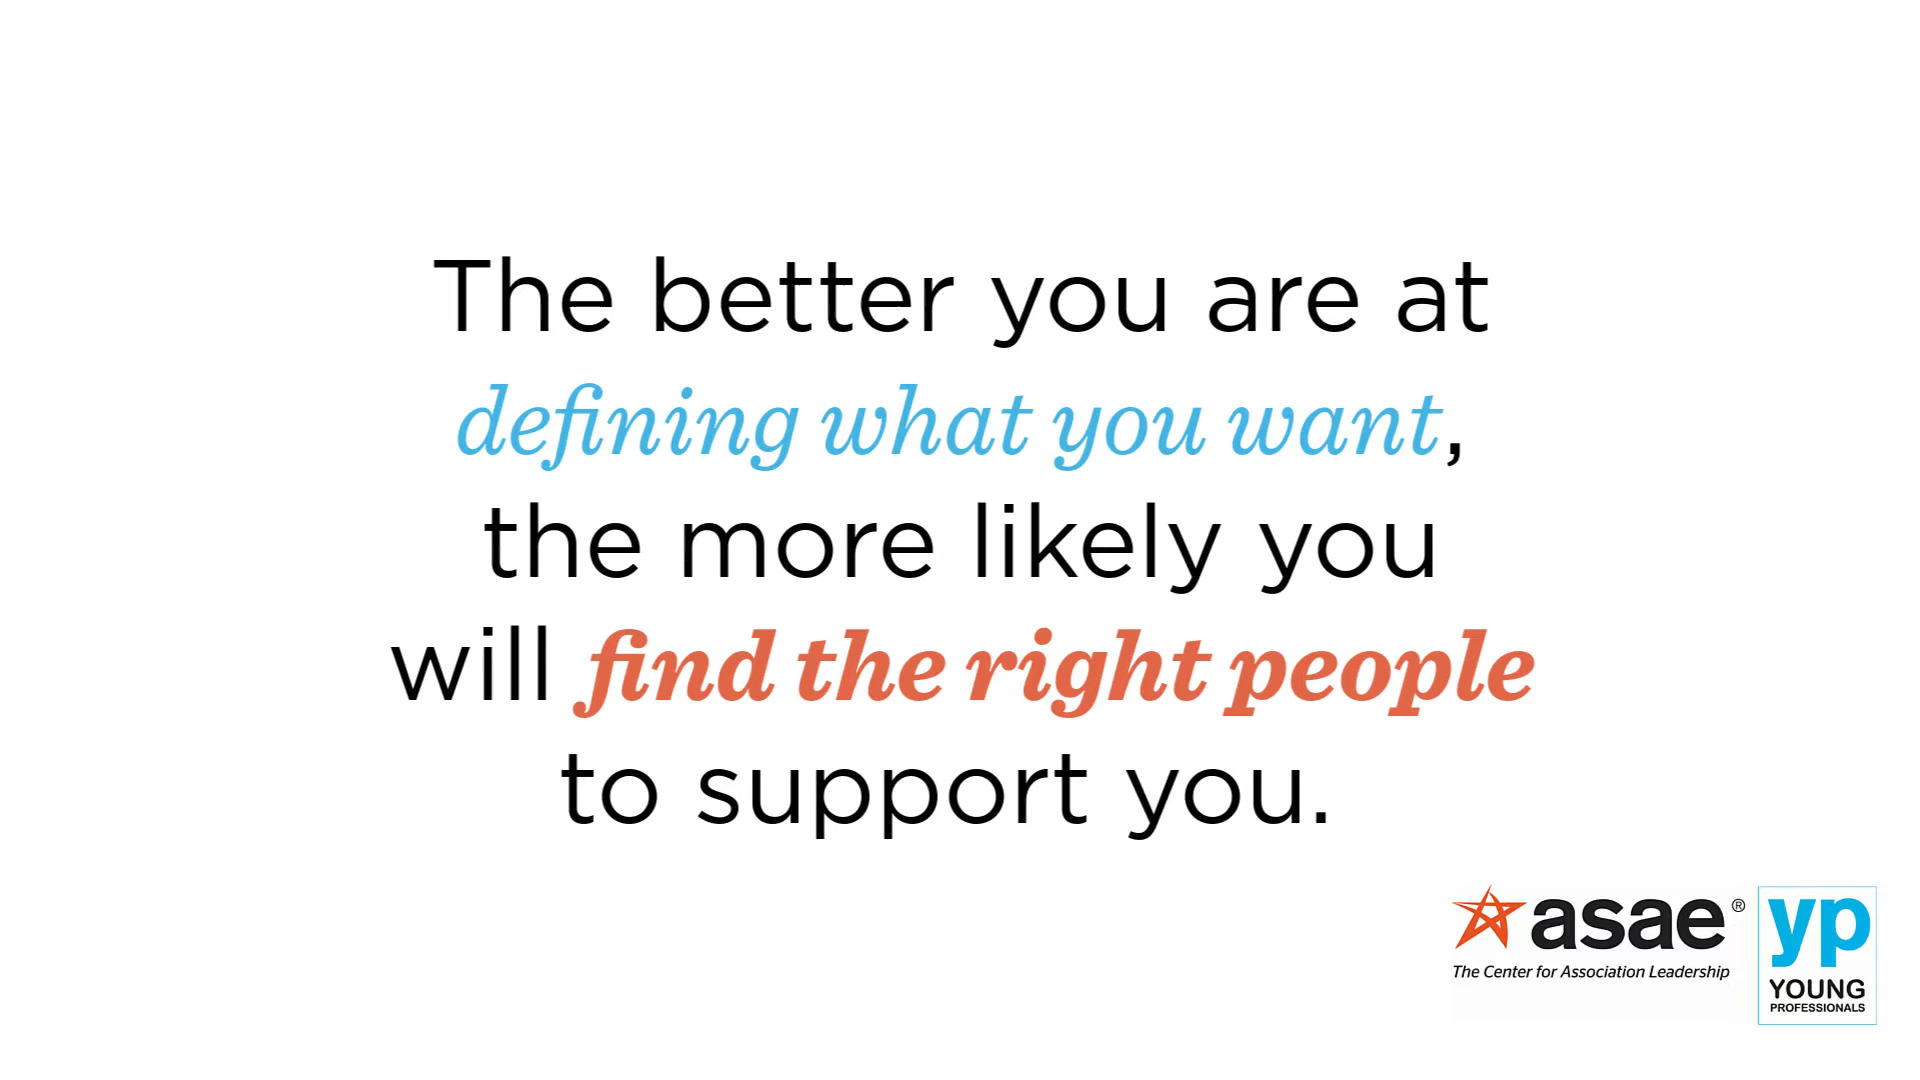 The better you are at
defining what you want,
the more likely you
will find the right people
to support you.
asae®
The Center for Association Leadership
yp
YOUNG
PROFESSIONALS